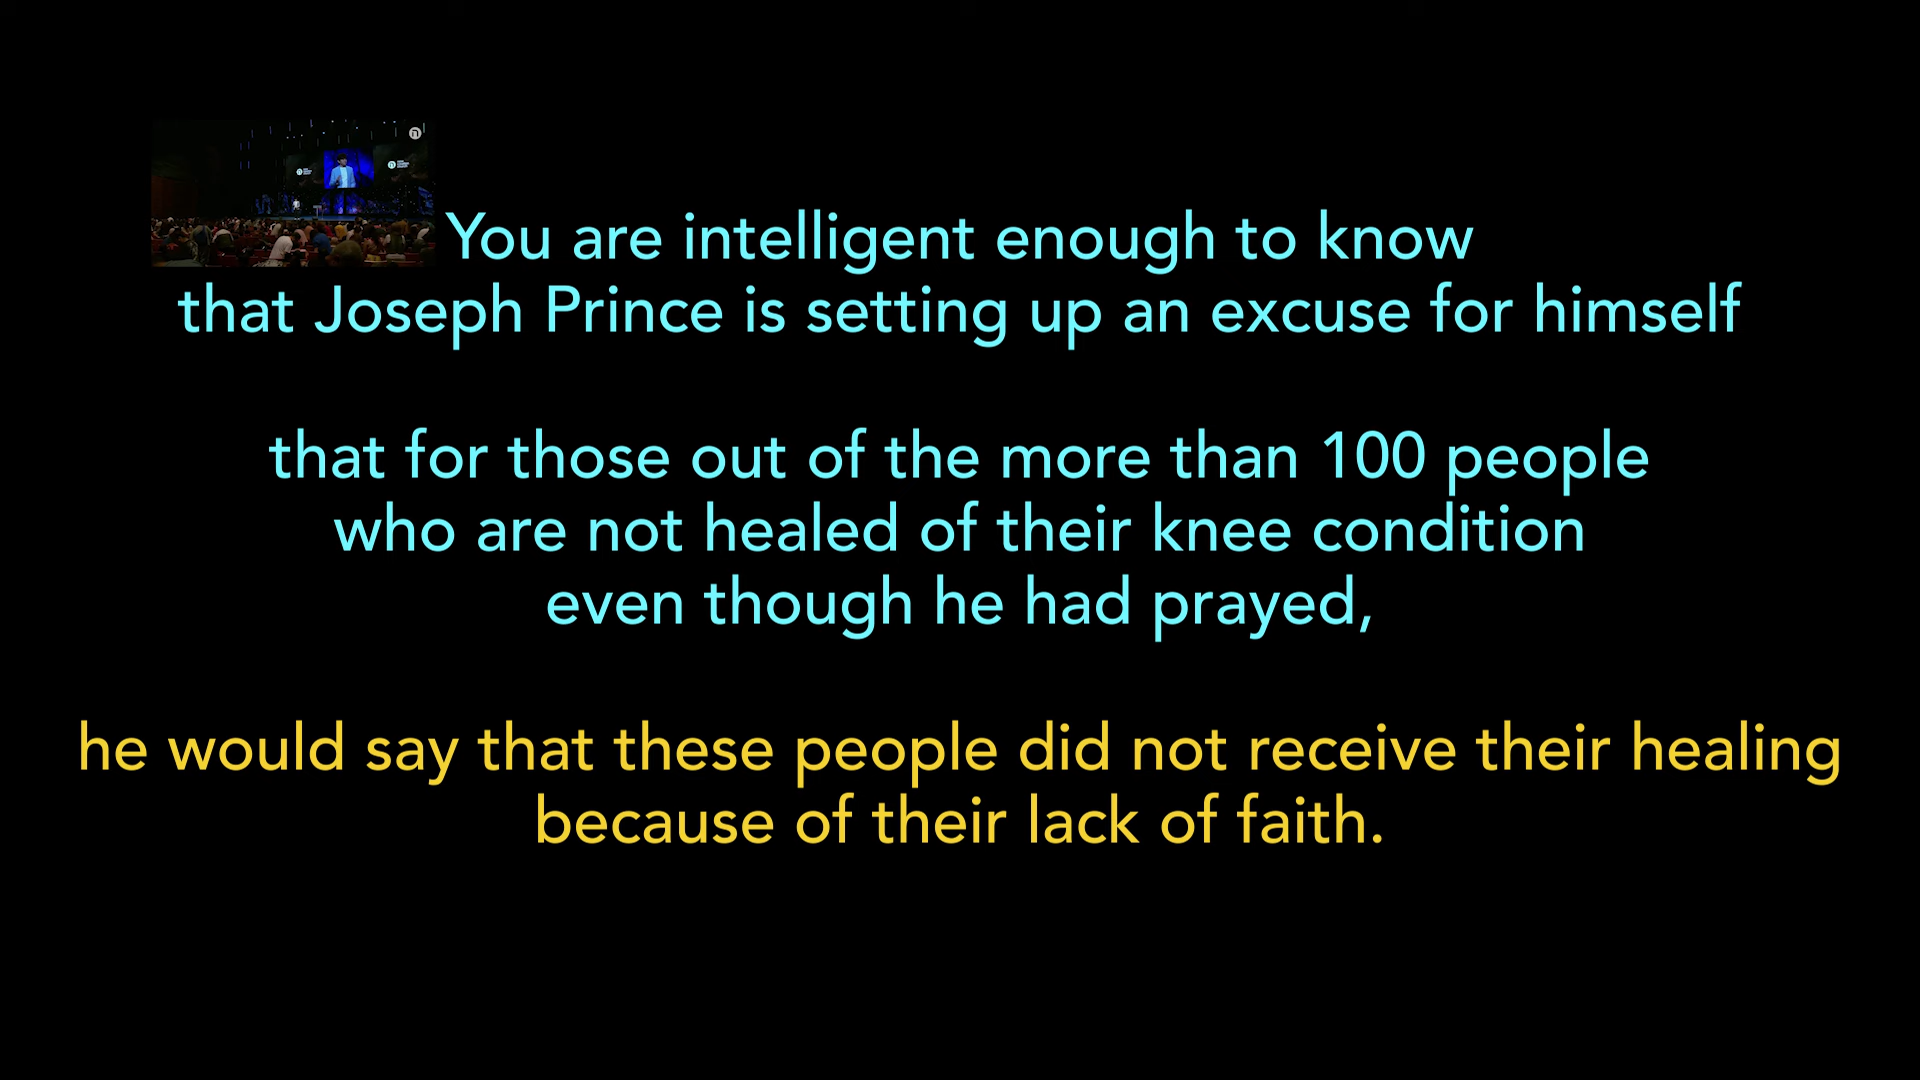 You are intelligent enough to know
that Joseph Prince is setting up an excuse for himself
that for those out of the more than 100 people
who are not healed of their knee condition
even though he had prayed,
he would say that these people did not receive their healing
because of their lack of faith.